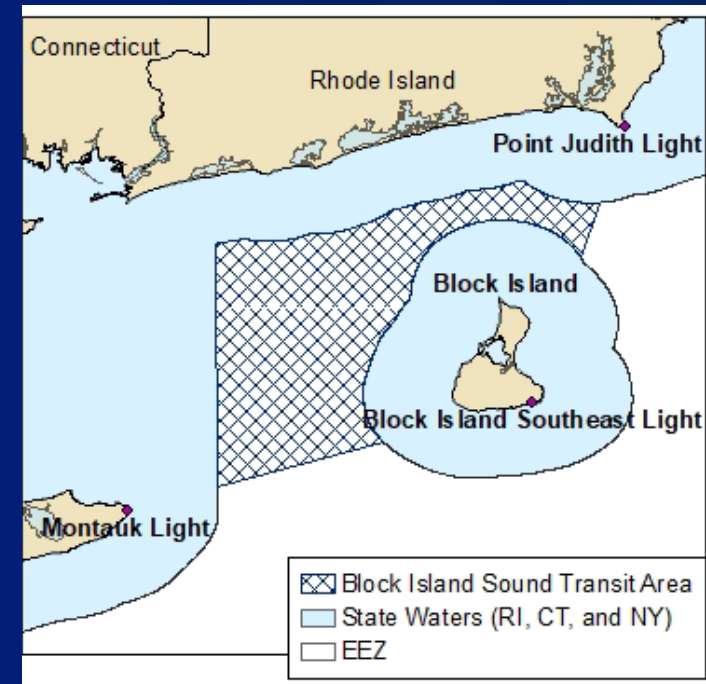 Connecticut
Rhode Island
Point Judith Light
Block Island
Block Island Southeast Light
Montauk Light
Block Island Sound Transit Area
State Waters (RI, CT, and NY)
EEZ